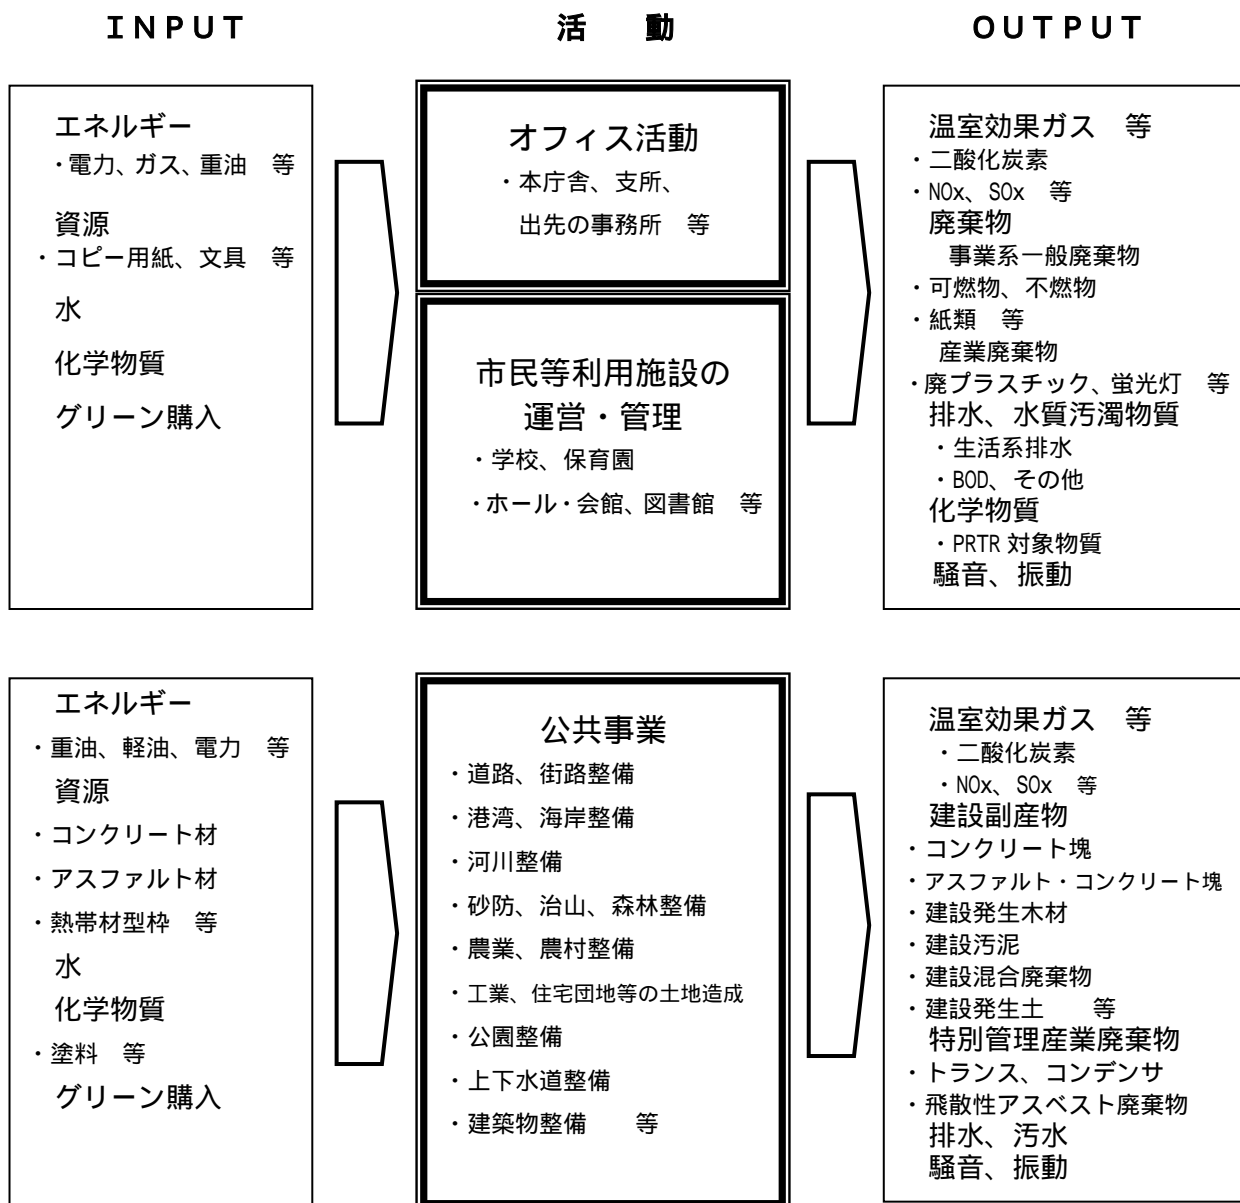 INPUT
活　動
OUTPUT
エネルギー
・電力、ガス、重油　等
資源
・コピー用紙、文具　等
水
化学物質
グリーン購入
オフィス活動
・本庁舎、支所、
出先の事務所　等
市民等利用施設の
運営・管理
・学校、保育園
・ホール・会館、図書館　等
温室効果ガス　等
・二酸化炭素
・NOx、SOx　等
廃棄物
事業系一般廃棄物
・可燃物、不燃物
・紙類　等
産業廃棄物
・廃プラスチック、蛍光灯　等
排水、水質汚濁物質
・生活系排水
・BOD、その他
化学物質
・PRTR 対象物質
騒音、振動
エネルギー
・重油、軽油、電力　等
資源
・コンクリート材
・アスファルト材
・熱帯材型枠　等
水
化学物質
・塗料　等
グリーン購入
公共事業
・道路、街路整備
・港湾、海岸整備
・河川整備
・砂防、治山、森林整備
・農業、農村整備
・工業、住宅団地等の土地造成
・公園整備
・上下水道整備
・建築物整備　　等
温室効果ガス　等
・二酸化炭素
・NOx、SOx　等
建設副産物
・コンクリート塊
・アスファルト・コンクリート塊
・建設発生木材
・建設汚泥
・建設混合廃棄物
・建設発生土　　等
特別管理産業廃棄物
・トランス、コンデンサ
・飛散性アスベスト廃棄物
排水、汚水
騒音、振動